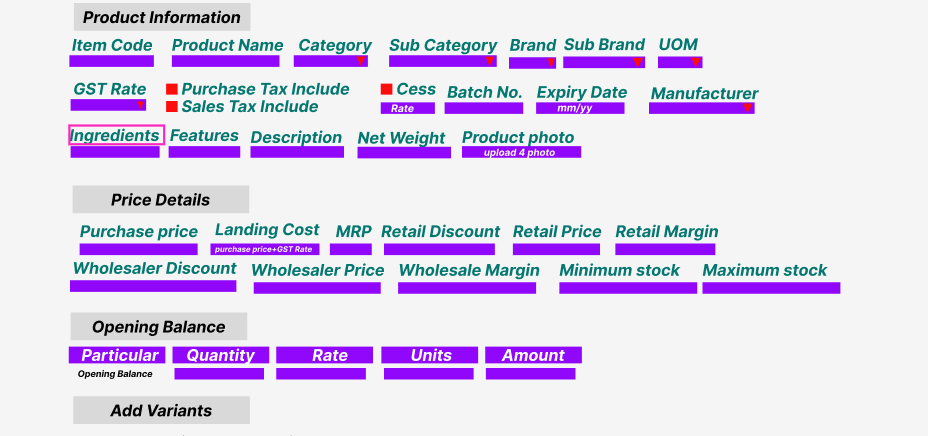 Product Information
Item Code Product Name Category Sub Category Brand Sub Brand UOM
GST Rate Purchase Tax Include Cess Batch No. Expiry Date Manufacturer
Sales Tax Include Rate mm/yy
Ingredients Features Description Net Weight Product photo
upload 4 photo
Price Details
Purchase price Landing Cost MRP Retail Discount Retail Price Retail Margin
purchase price+GST Rate
Wholesaler Discount Wholesaler Price Wholesale Margin Minimum stock Maximum stock
Opening Balance
Particular Quantity Rate Units Amount
Opening Balance
Add Variants